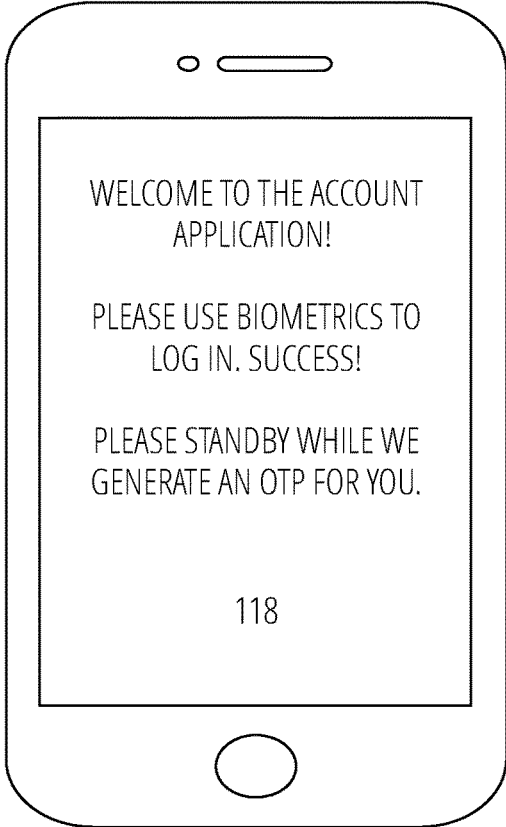 WELCOME TO THE ACCOUNT
APPLICATION!
PLEASE USE BIOMETRICS TO
LOG IN. SUCCESS!
PLEASE STANDBY WHILE WE
GENERATE AN OTP FOR YOU.
118